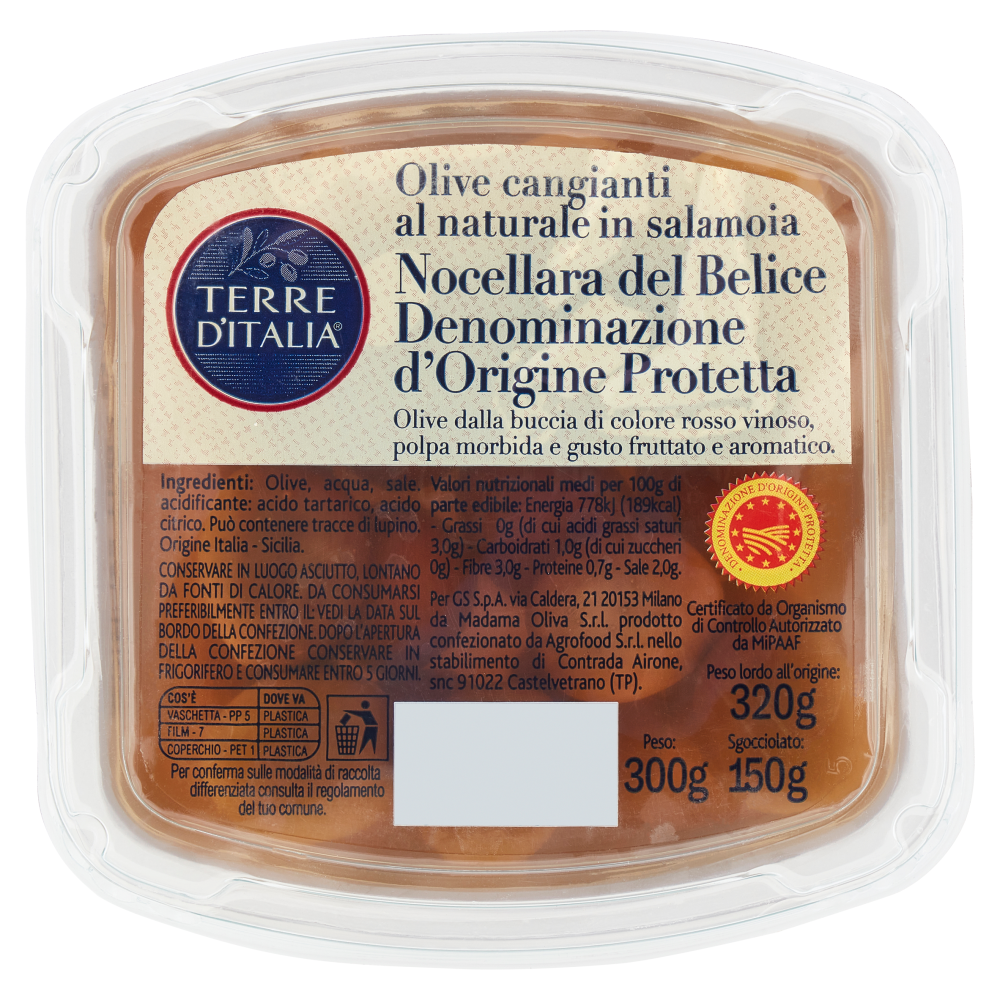 Olive cangianti
al naturale in salamoia
Nocellara del Belice
Denominazione
d'Origine Protetta
Olive dalla buccia di colore rosso vinoso,
polpa morbida e gusto fruttato e aromatico.
TERRE
D'ITALIA®
Ingredienti: Olive, acqua, sale.
acidificante: acido tartarico, acido
citrico. Può contenere tracce di lupino.
Origine Italia - Sicilia.
CONSERVARE IN LUOGO ASCIUTTO, LONTANO
DA FONTI DI CALORE. DA CONSUMARSI
PREFERIBILMENTE ENTRO IL: VEDI LA DATA SUL
BORDO DELLA CONFEZIONE. DOPO L'APERTURA
DELLA CONFEZIONE CONSERVARE IN
FRIGORIFERO E CONSUMARE ENTRO 5 GIORNI.
COS'È DOVE VA
VASCHETTA - PP 5 PLASTICA
FILM - 7 PLASTICA
COPERCHIO - PET 1 PLASTICA
Per conferma sulle modalità di raccolta
differenziata consulta il regolamento
del tuo comune.
Valori nutrizionali medi per 100g di
parte edibile: Energia 778kJ (189kcal)
- Grassi 0g (di cui acidi grassi saturi
3,0g) - Carboidrati 1,0g (di cui zuccheri
0g) - Fibre 3,0g - Proteine 0,7g - Sale 2,0g.
Per GS S.p.A. via Caldera, 21 20153 Milano
da Madama Oliva S.r.l. prodotto
confezionato da Agrofood S.r.l. nello
stabilimento di Contrada Airone,
snc 91022 Castelvetrano (TP).
DENOMINAZIONE D'ORIGINE PROTETTA
Certificato da Organismo
di Controllo Autorizzato
da MiPAAF
Peso lordo all'origine:
320g
Peso: Sgocciolato:
300g 150g